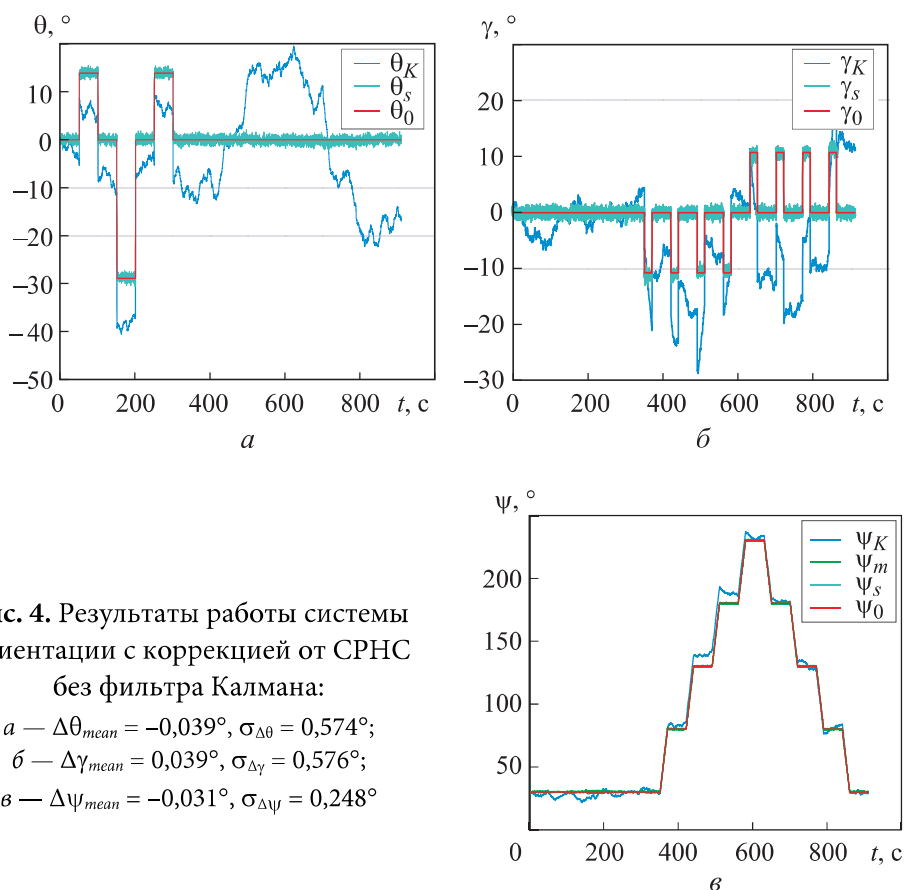 θ, °
θK
θs
θ0
10
0
–10
–20
–30
–40
–50
0 200 400 600 800 t, с
а
γ, °
γK
γs
γ0
20
10
0
–10
–20
–30
0 200 400 600 800 t, с
б
ψ, °
ψK
ψm
ψs
ψ0
200
150
100
50
0 200 400 600 800 t, с
в
ис. 4. Результаты работы системы
иентации с коррекцией от СРНС
без фильтра Калмана:
а — Δθmean = –0,039°, σΔθ = 0,574°;
б — Δγmean = 0,039°, σΔγ = 0,576°;
в — Δψmean = –0,031°, σΔψ = 0,248°